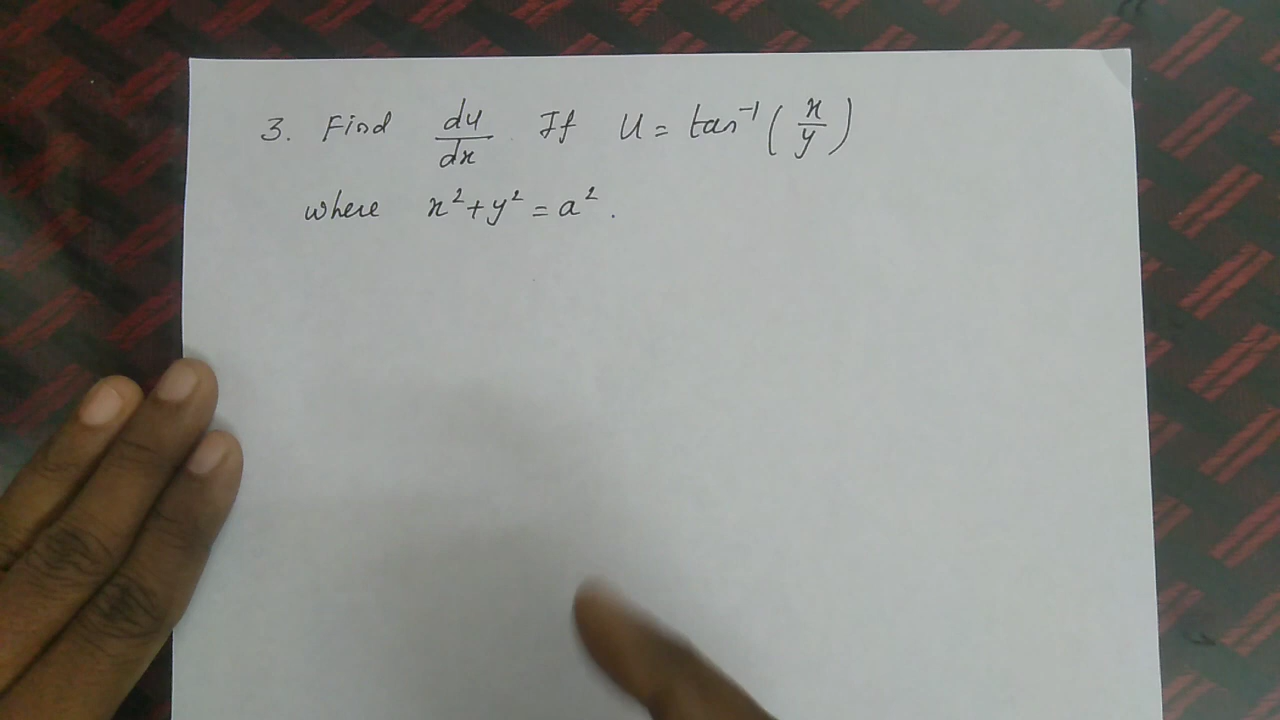 3. Find du/dx If U = tan⁻¹(x/y)
where x² + y² = a².